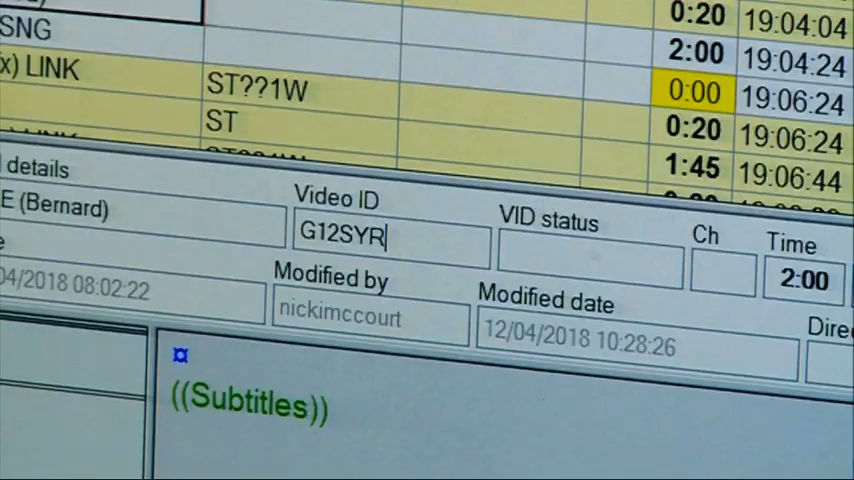 0:20 19:04:04
SNG 2:00 19:04:24
x) LINK ST??1W 0:00 19:06:24
ST 0:20 19:06:24
1:45 19:06:44
details
E (Bernard)
Video ID
G12SYR
VID status
Ch
Time
2:00
04/2018 08:02:22
Modified by
nickimccourt
Modified date
12/04/2018 10:28:26
Direc
¤
((Subtitles))